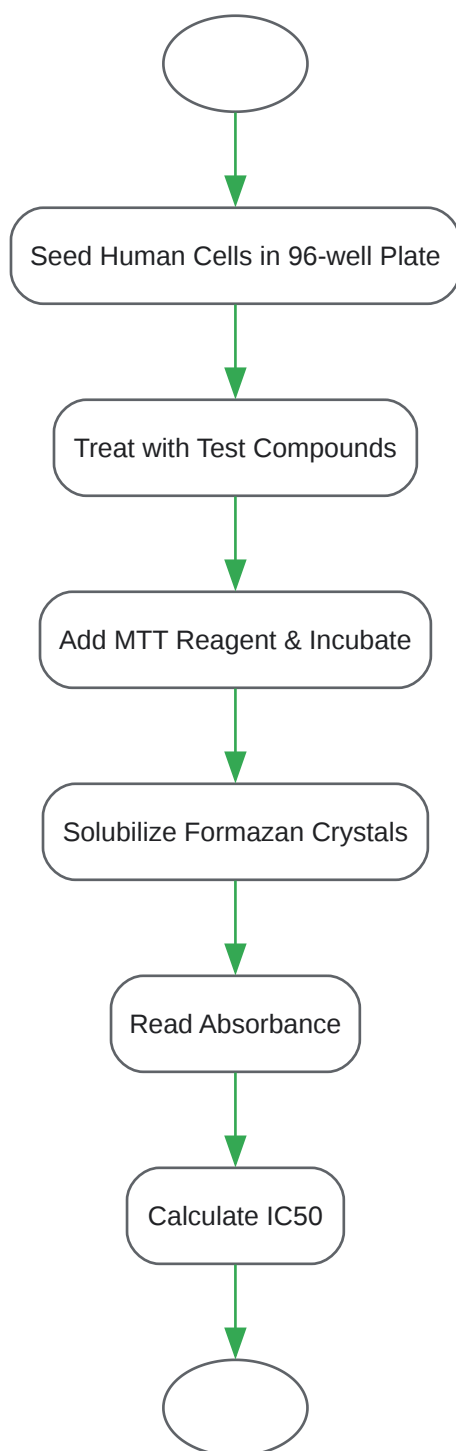 Seed Human Cells in 96-well Plate
Treat with Test Compounds
Add MTT Reagent & Incubate
Solubilize Formazan Crystals
Read Absorbance
Calculate IC50